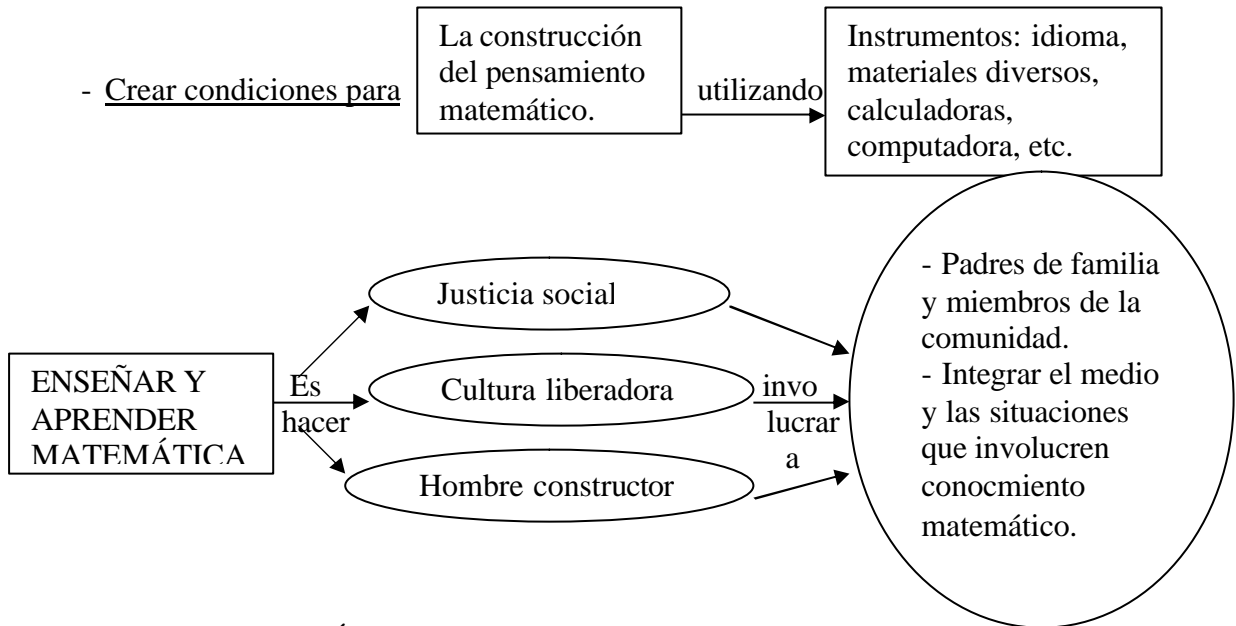 - Crear condiciones para
La construcción
del pensamiento
matemático.
utilizando
Instrumentos: idioma,
materiales diversos,
calculadoras,
computadora, etc.
ENSEÑAR Y
APRENDER
MATEMÁTICA
Es
hacer
Justicia social
Cultura liberadora
Hombre constructor
invo
lucrar
a
- Padres de familia
y miembros de la
comunidad.
- Integrar el medio
y las situaciones
que involucren
conocmiento
matemático.